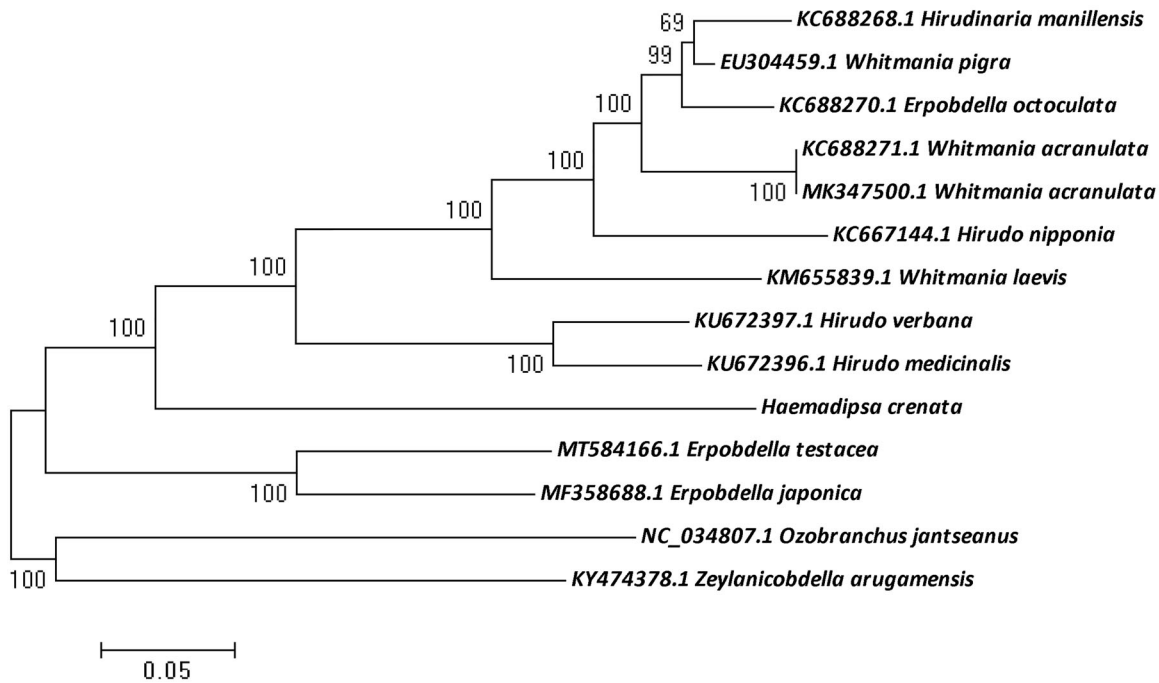 69
KC688268.1 Hirudinaria manillensis
99
EU304459.1 Whitmania pigra
100
KC688270.1 Erpobdella octoculata
100
KC688271.1 Whitmania acranulata
100
MK347500.1 Whitmania acranulata
100
KC667144.1 Hirudo nipponia
100
KM655839.1 Whitmania laevis
100
KU672397.1 Hirudo verbana
100
KU672396.1 Hirudo medicinalis
Haemadipsa crenata
MT584166.1 Erpobdella testacea
100
MF358688.1 Erpobdella japonica
NC_034807.1 Ozobranchus jantseanus
100
KY474378.1 Zeylanicobdella arugamensis
0.05